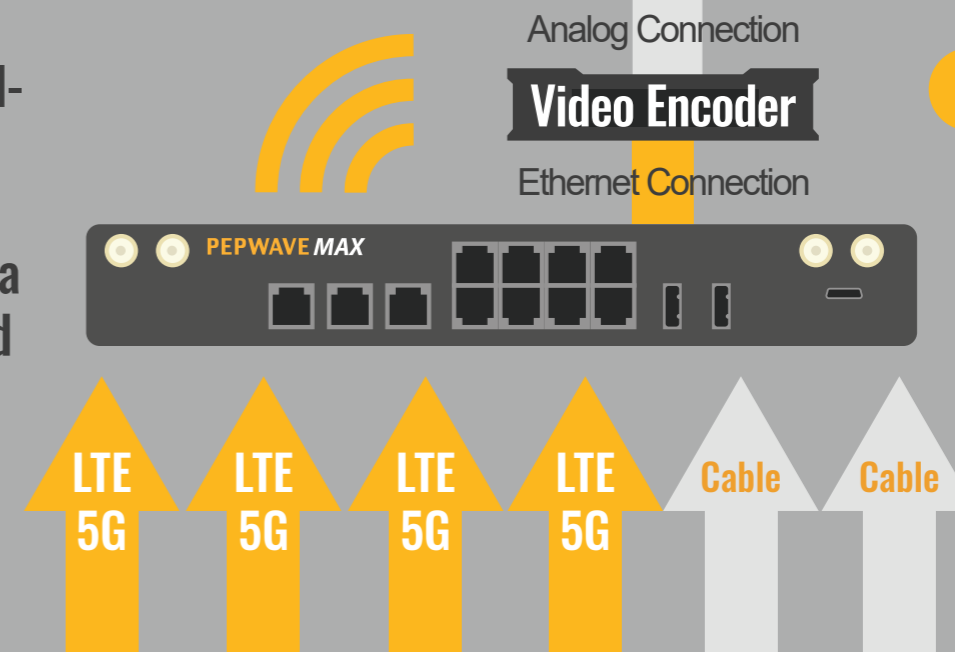 Analog Connection
Video Encoder
Ethernet Connection
PEPWAVE MAX
a
LTE
5G
LTE
5G
LTE
5G
LTE
5G
Cable
Cable